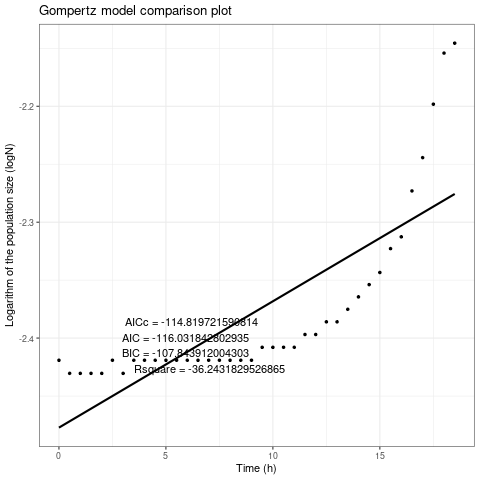 Gompertz model comparison plot
Logarithm of the population size (logN)
-2.2
-2.3
-2.4
AICc = -114.819721590814
AIC = -116.031842802935
BIC = -107.843912004303
Rsquare = -36.2431829526865
0 5 10 15
Time (h)